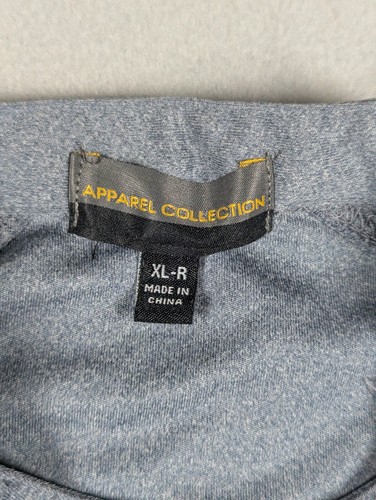 APPAREL COLLECTION
XL-R
MADE IN
CHINA